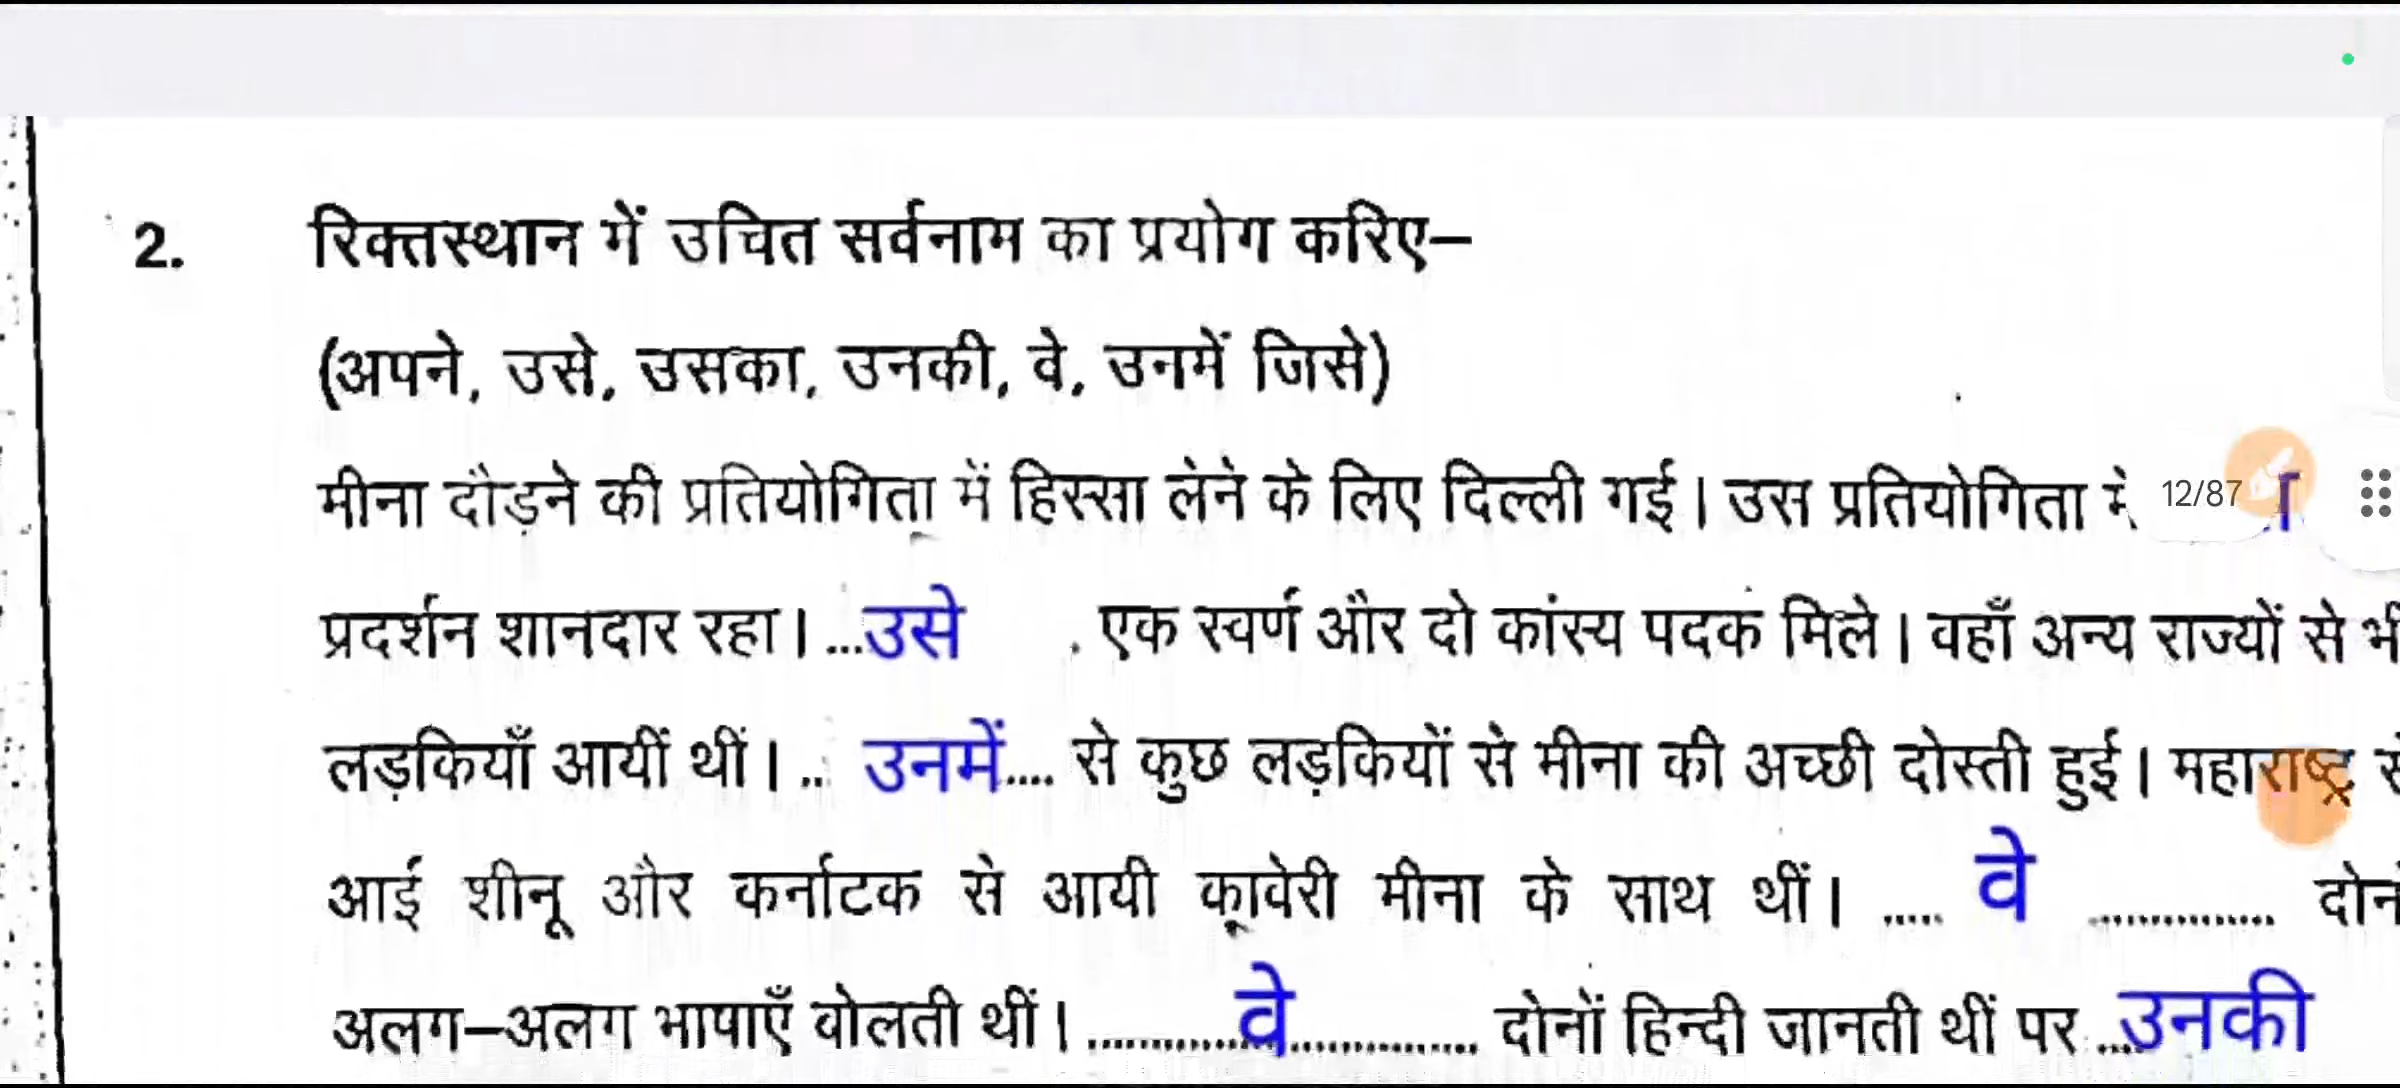 2. रिक्तस्थान में उचित सर्वनाम का प्रयोग करिए–
(अपने, उसे, उसका, उनकी, वे, उनमें जिसे)
मीना दौड़ने की प्रतियोगिता में हिस्सा लेने के लिए दिल्ली गई। उस प्रतियोगिता में 12/87
प्रदर्शन शानदार रहा। ...उसे . एक स्वर्ण और दो कांस्य पदक मिले। वहाँ अन्य राज्यों से
लड़कियाँ आयीं थीं। .. उनमें.... से कुछ लड़कियों से मीना की अच्छी दोस्ती हुई। महाराष्ट्र
आई शीनू और कर्नाटक से आयी कावेरी मीना के साथ थीं। ..... वे ...............
अलग–अलग भाषाएँ बोलती थीं। .............वे............... दोनों हिन्दी जानती थीं पर ...उनकी